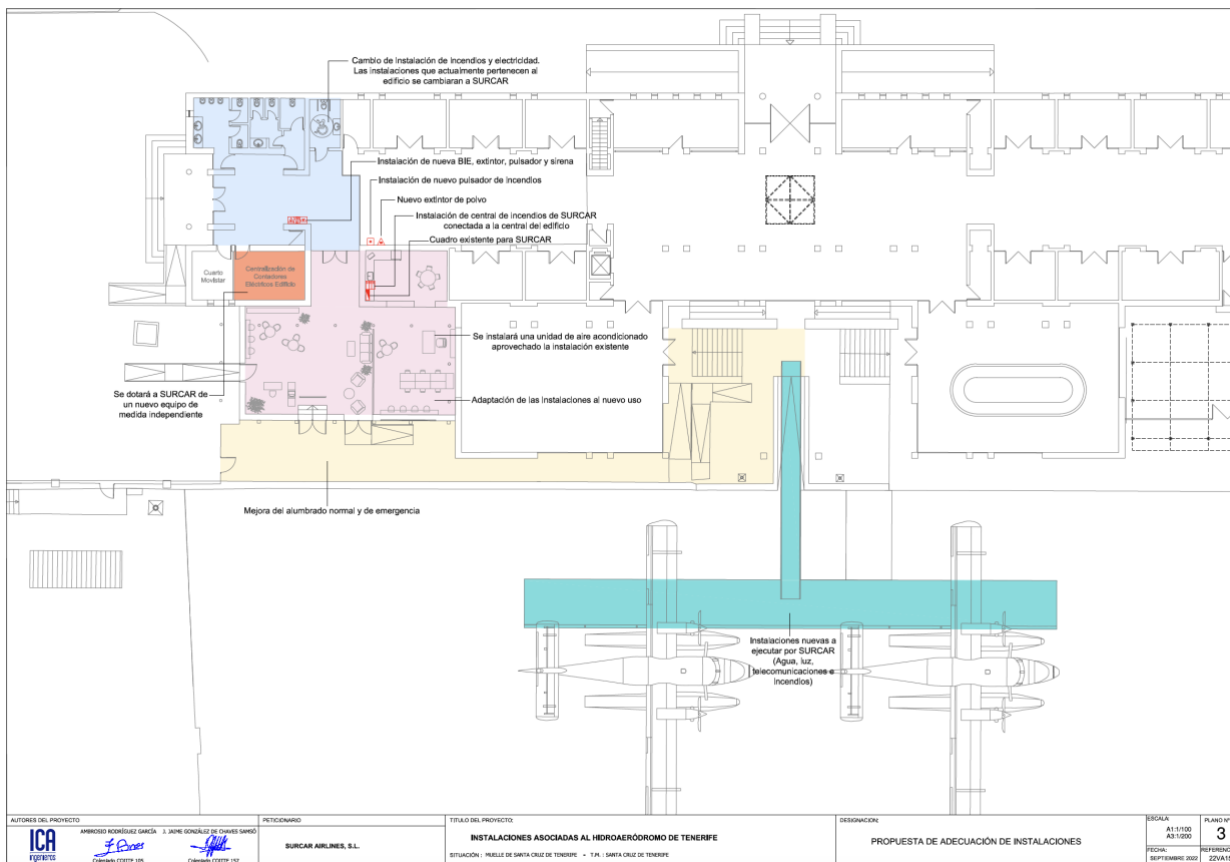 Cambio de instalación de incendios y electricidad.
Las instalaciones que actualmente pertenecen al
edificio se cambiaran a SURCAR
Instalación de nueva BIE, extintor, pulsador y sirena
Instalación de nuevo pulsador de incendios
Nuevo extintor de polvo
Instalación de central de incendios de SURCAR
conectada a la central del edificio
Cuadro existente para SURCAR
Cuarto
Movistar
Centralización de
Contadores
Eléctricos Edificio
Se instalará una unidad de aire acondicionado
aprovechado la instalación existente
Se dotará a SURCAR de
un nuevo equipo de
medida independiente
Adaptación de las instalaciones al nuevo uso
Mejora del alumbrado normal y de emergencia
Instalaciones nuevas a
ejecutar por SURCAR
(Agua, luz,
telecomunicaciones e
incendios)
AUTORES DEL PROYECTO
ICA
ingenieros
AMBROSIO RODRÍGUEZ GARCÍA
J. JAIME GONZÁLEZ DE CHAVES SAMSÓ
Colegiado COITTF 105
Colegiado COITTF 152
PETICIONARIO
SURCAR AIRLINES, S.L.
TITULO DEL PROYECTO:
INSTALACIONES ASOCIADAS AL HIDROAERÓDROMO DE TENERIFE
SITUACIÓN : MUELLE DE SANTA CRUZ DE TENERIFE - T.M. : SANTA CRUZ DE TENERIFE
DESIGNACION:
PROPUESTA DE ADECUACIÓN DE INSTALACIONES
ESCALA:
A1:1/100
A3:1/200
FECHA:
SEPTIEMBRE 2022
PLANO Nº
3